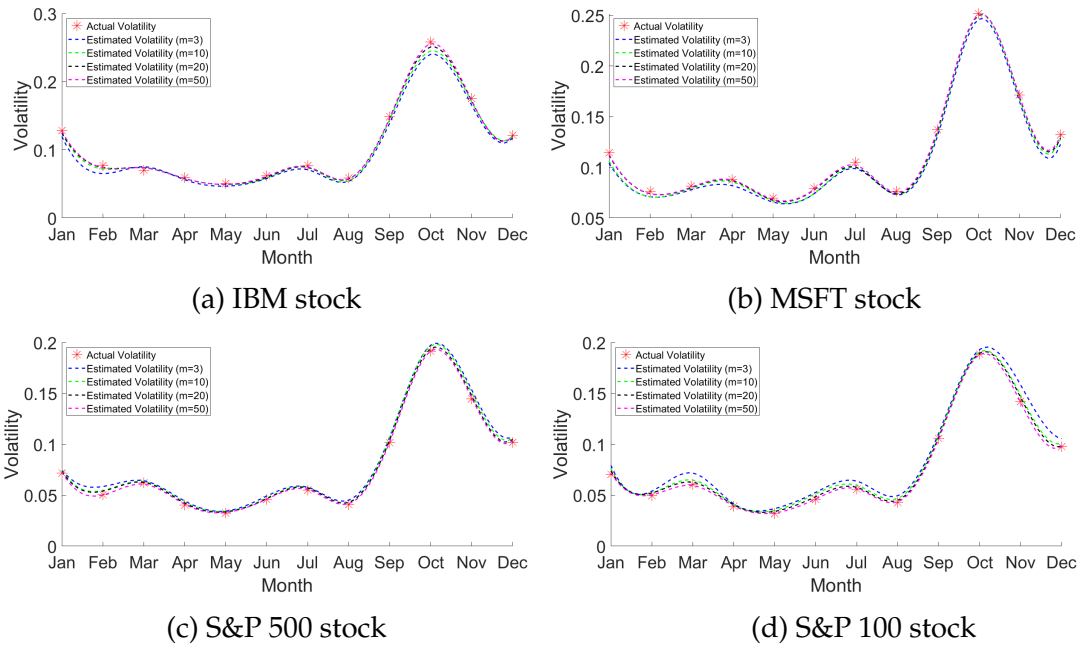 0.3
0.2
0.1
0
Volatility
Actual Volatility
Estimated Volatility (m=3)
Estimated Volatility (m=10)
Estimated Volatility (m=20)
Estimated Volatility (m=50)
Jan Feb Mar Apr May Jun Jul Aug Sep Oct Nov Dec
Month
(a) IBM stock
0.25
0.2
0.15
0.1
0.05
Volatility
Actual Volatility
Estimated Volatility (m=3)
Estimated Volatility (m=10)
Estimated Volatility (m=20)
Estimated Volatility (m=50)
Jan Feb Mar Apr May Jun Jul Aug Sep Oct Nov Dec
Month
(b) MSFT stock
0.2
0.15
0.1
0.05
0
Volatility
Actual Volatility
Estimated Volatility (m=3)
Estimated Volatility (m=10)
Estimated Volatility (m=20)
Estimated Volatility (m=50)
Jan Feb Mar Apr May Jun Jul Aug Sep Oct Nov Dec
Month
(c) S&P 500 stock
0.2
0.15
0.1
0.05
0
Volatility
Actual Volatility
Estimated Volatility (m=3)
Estimated Volatility (m=10)
Estimated Volatility (m=20)
Estimated Volatility (m=50)
Jan Feb Mar Apr May Jun Jul Aug Sep Oct Nov Dec
Month
(d) S&P 100 stock